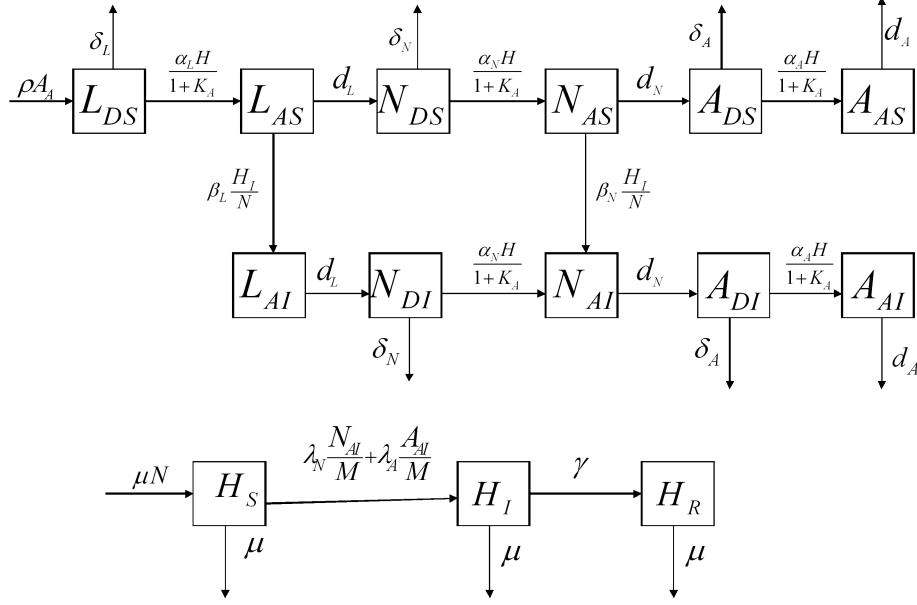 δ_L δ_N δ_A d_A
ρA_A L_DS α_L H / 1+K_A L_AS d_L N_DS α_N H / 1+K_A N_AS d_N A_DS α_A H / 1+K_A A_AS
β_L H_I / N β_N H_I / N
L_AI d_L N_DI α_N H / 1+K_A N_AI d_N A_DI α_A H / 1+K_A A_AI
δ_N δ_A d_A
λ_N N_AI / M + λ_A A_AI / M
μN H_S H_I γ H_R
μ μ μ